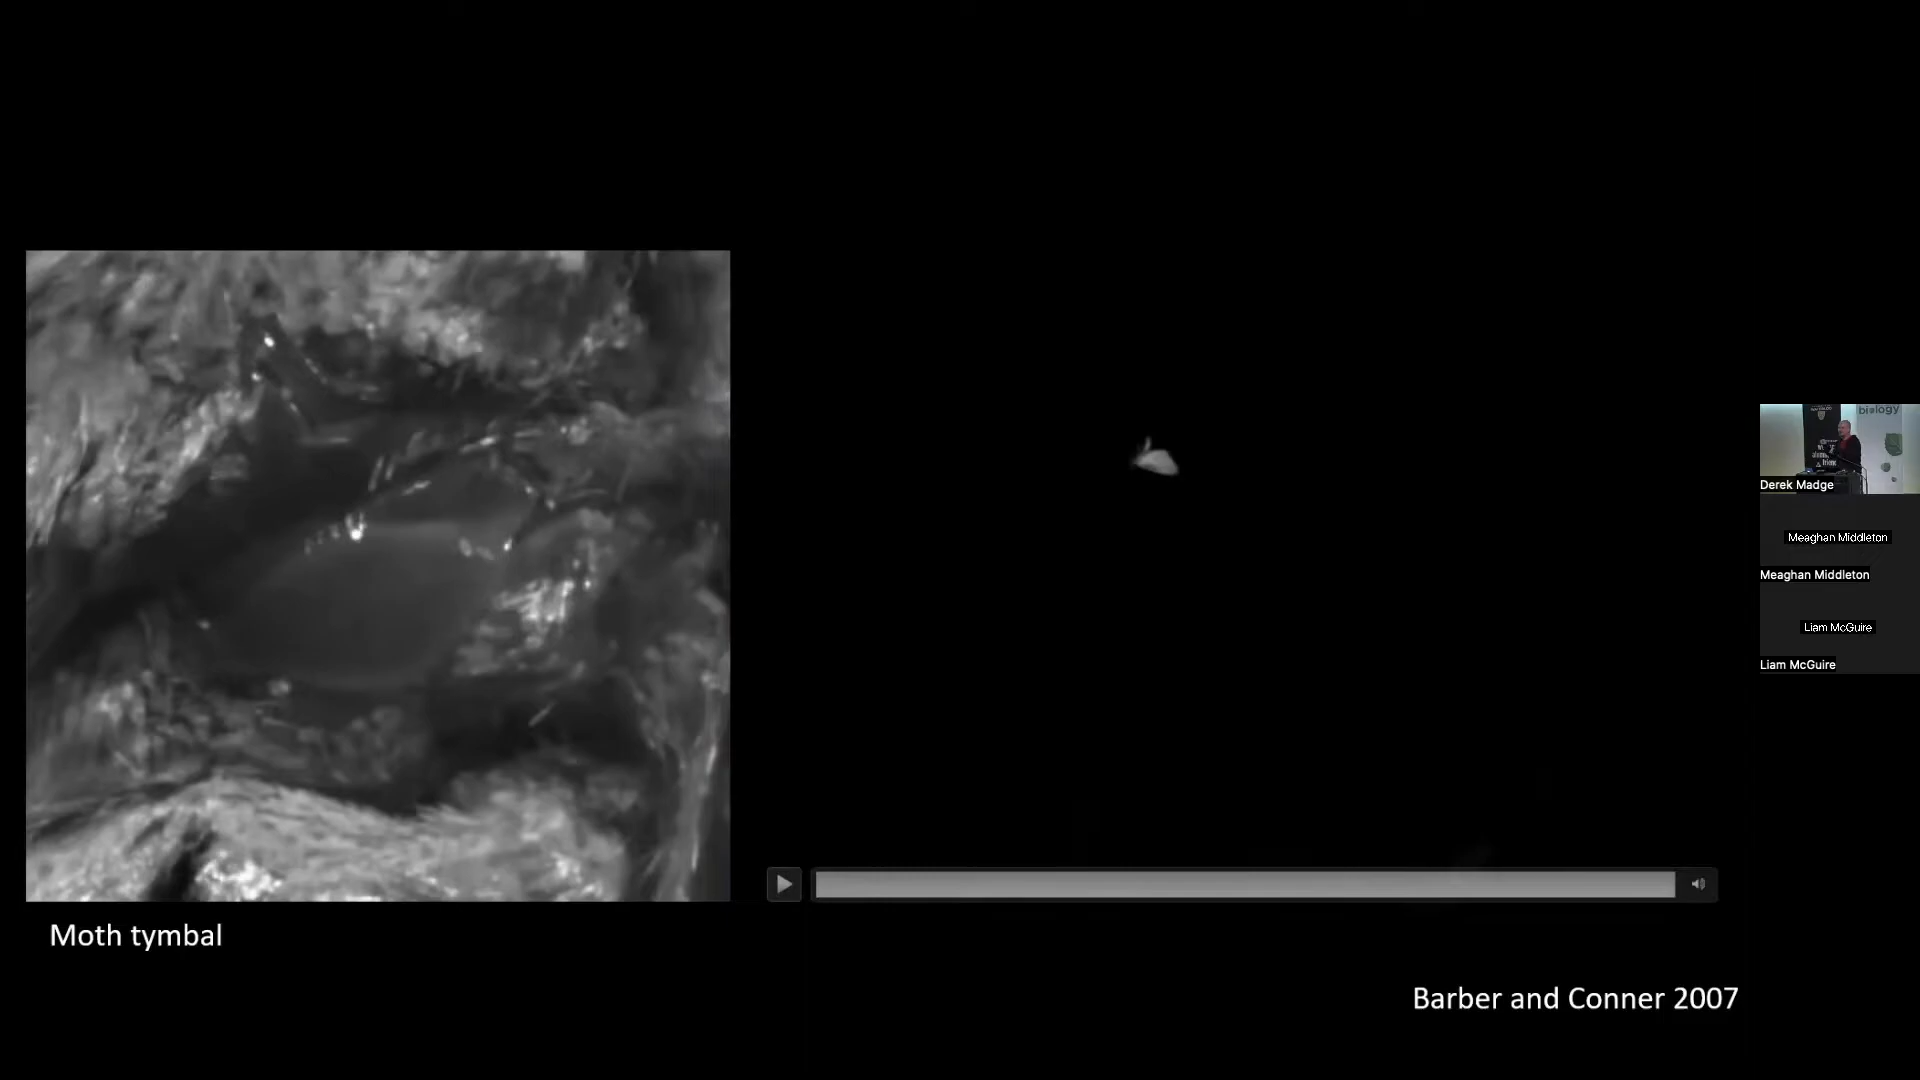 Moth tymbal
Barber and Conner 2007
biology
Derek Madge
Meaghan Middleton
Meaghan Middleton
Liam McGuire
Liam McGuire